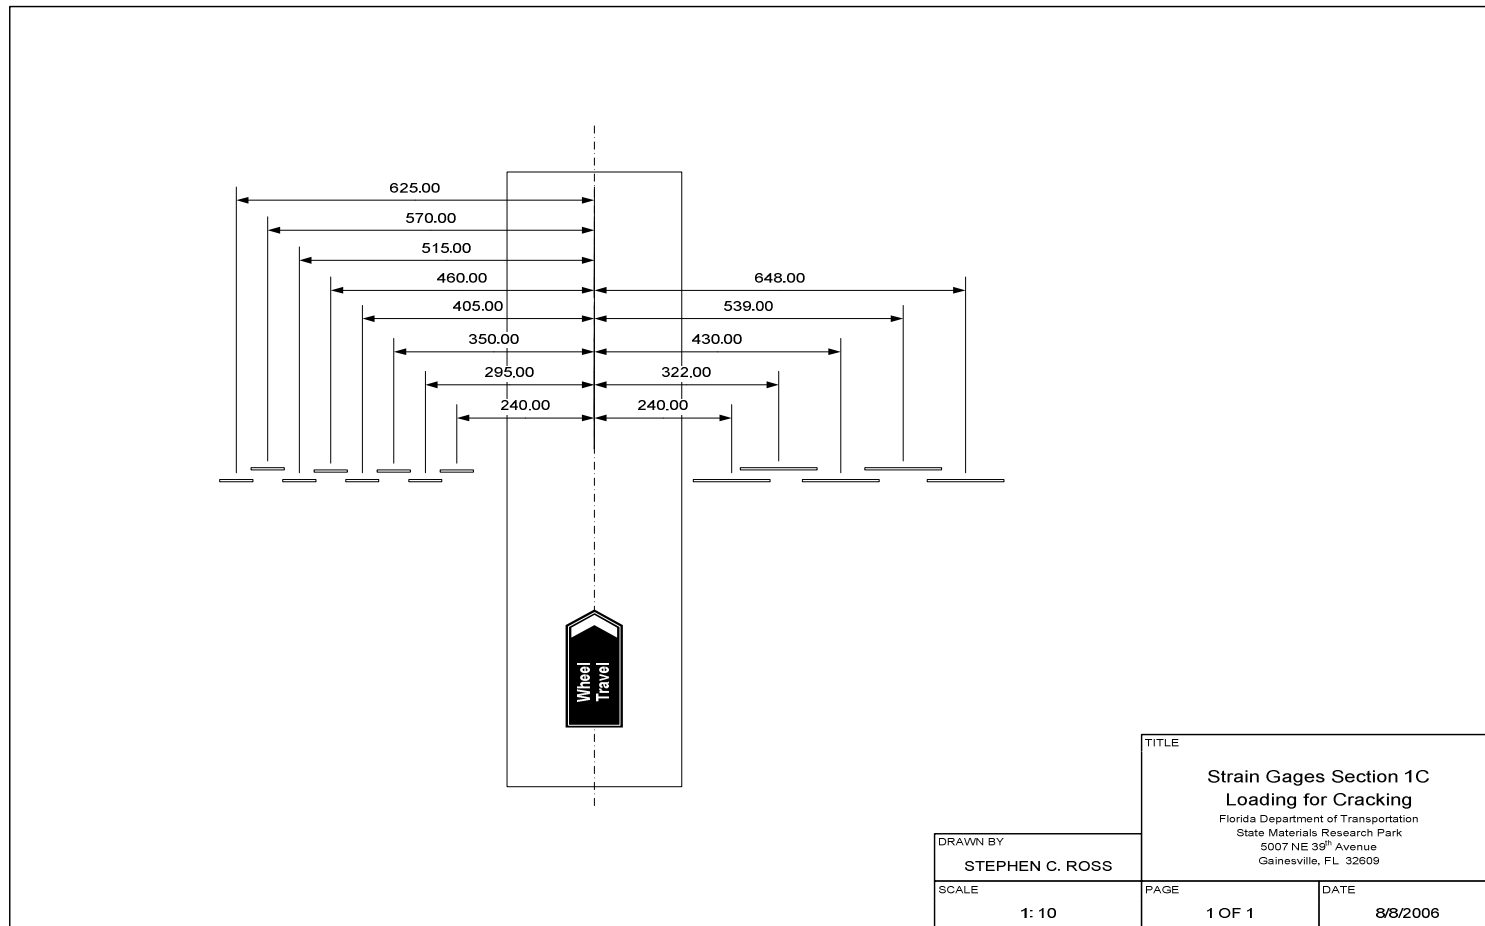 625.00
570.00
515.00
460.00 648.00
405.00 539.00
350.00 430.00
295.00 322.00
240.00 240.00
Wheel
Travel
TITLE
Strain Gages Section 1C
Loading for Cracking
Florida Department of Transportation
State Materials Research Park
5007 NE 39th Avenue
Gainesville, FL 32609
DRAWN BY
STEPHEN C. ROSS
SCALE
1: 10
PAGE
1 OF 1
DATE
8/8/2006